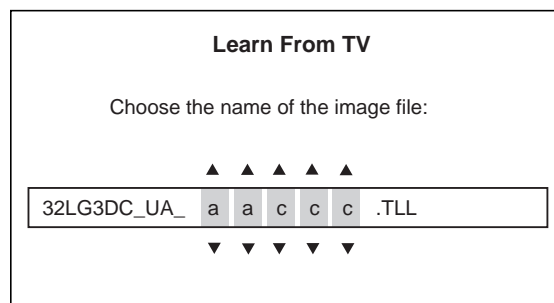 Learn From TV
Choose the name of the image file:
32LG3DC_UA_ a a c c c .TLL